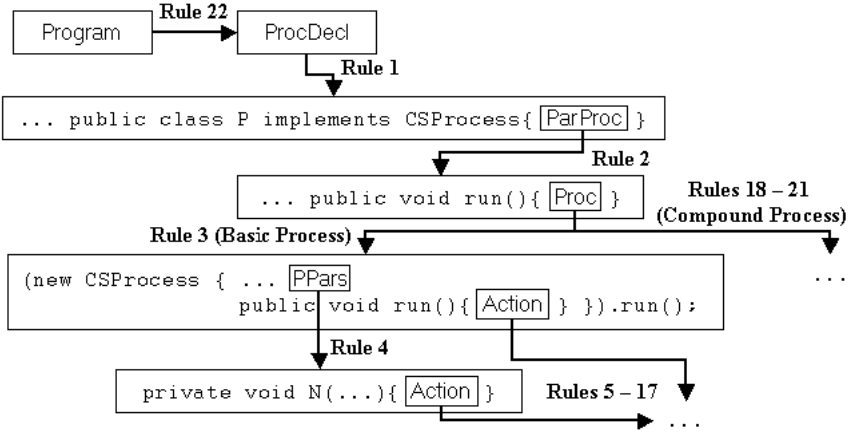 Rule 22
Program
ProcDecl
Rule 1
... public class P implements CSProcess{ ParProc }
Rule 2
... public void run(){ Proc }
Rules 18 – 21
(Compound Process)
Rule 3 (Basic Process)
(new CSProcess { ... PPars
...
public void run(){ Action } }).run();
Rule 4
private void N(...){ Action }
Rules 5 – 17
...